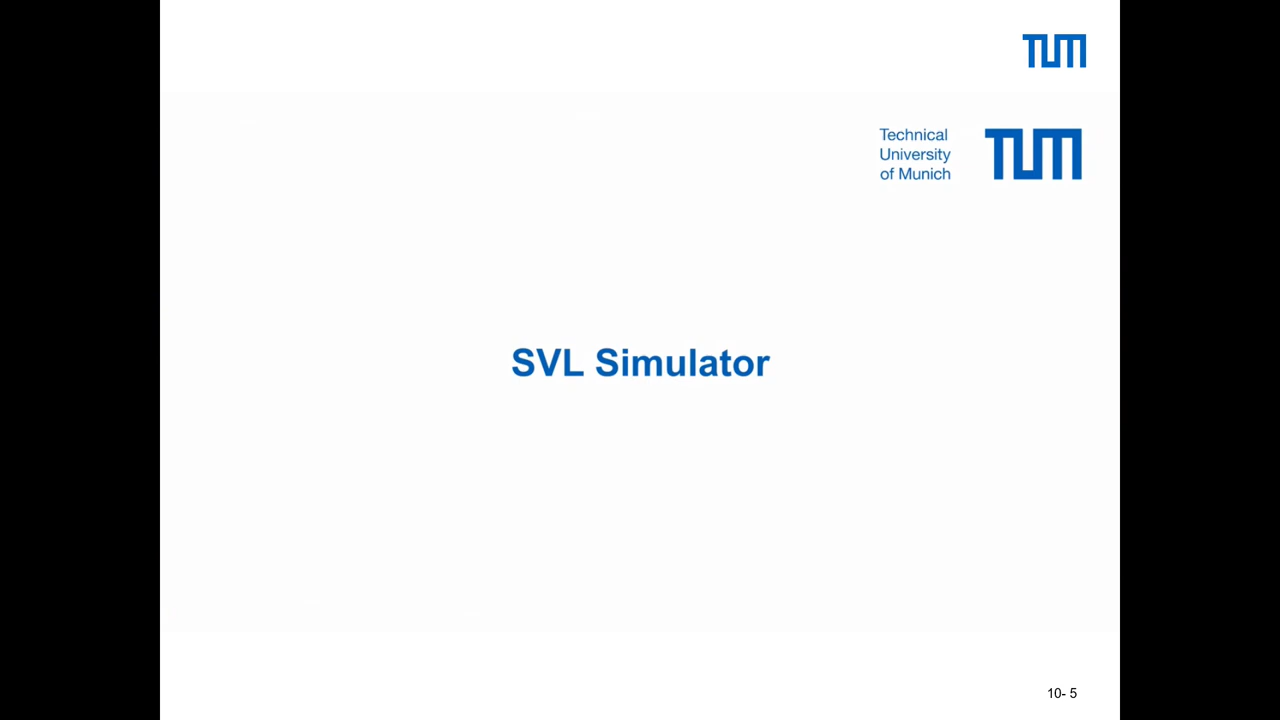 TUM
Technical
University
of Munich
TUM
SVL Simulator
10- 5